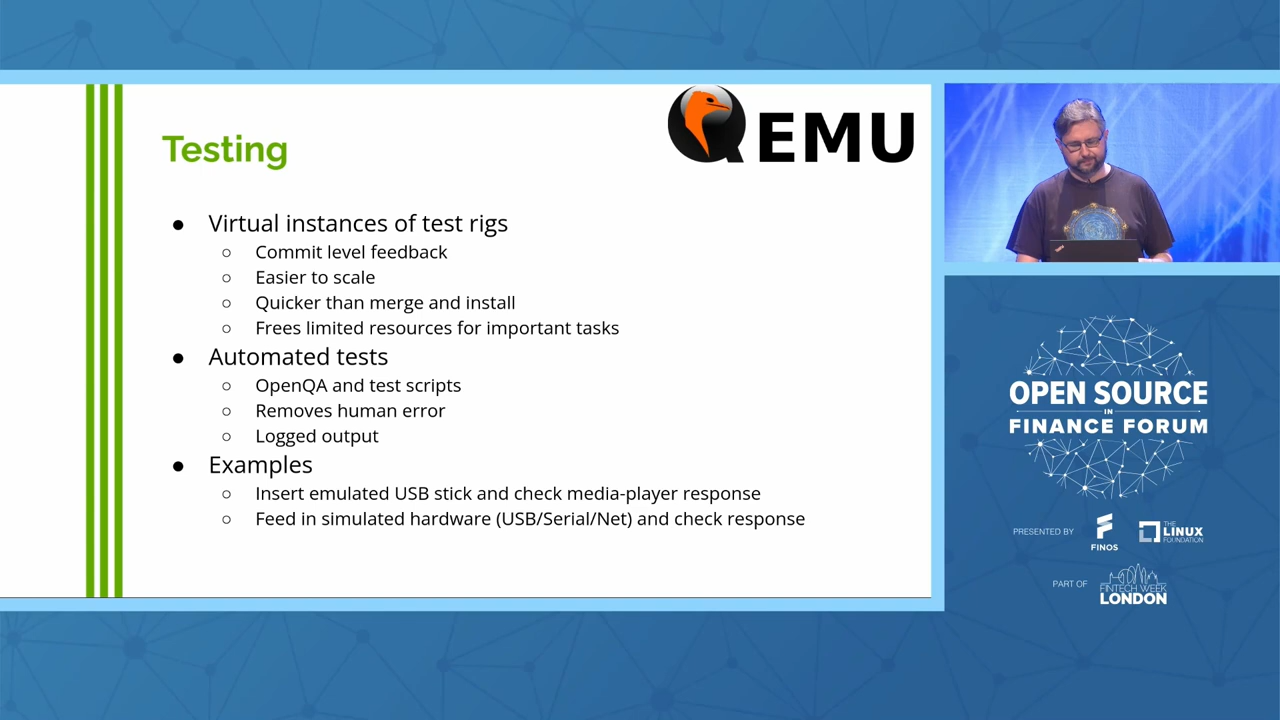 QEMU
Testing
● Virtual instances of test rigs
○ Commit level feedback
○ Easier to scale
○ Quicker than merge and install
○ Frees limited resources for important tasks
● Automated tests
○ OpenQA and test scripts
○ Removes human error
○ Logged output
● Examples
○ Insert emulated USB stick and check media-player response
○ Feed in simulated hardware (USB/Serial/Net) and check response
OPEN SOURCE
IN
FINANCE FORUM
PRESENTED BY
FINOS
THE
LINUX
FOUNDATION
PART OF
FINTECH WEEK
LONDON